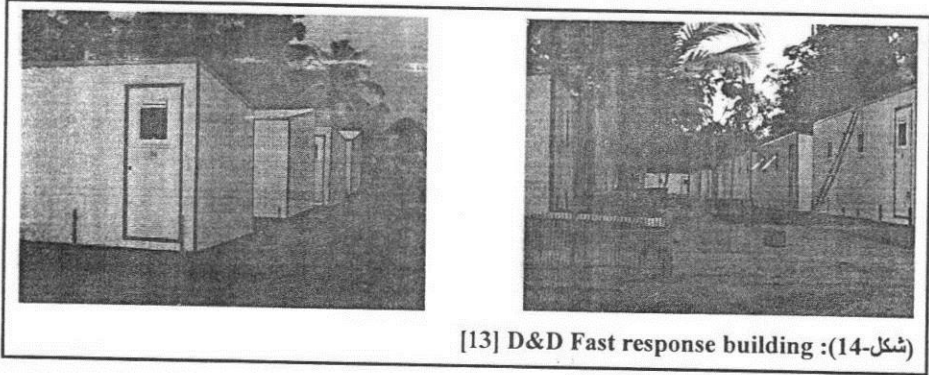 (شكل-14): D&D Fast response building [13]